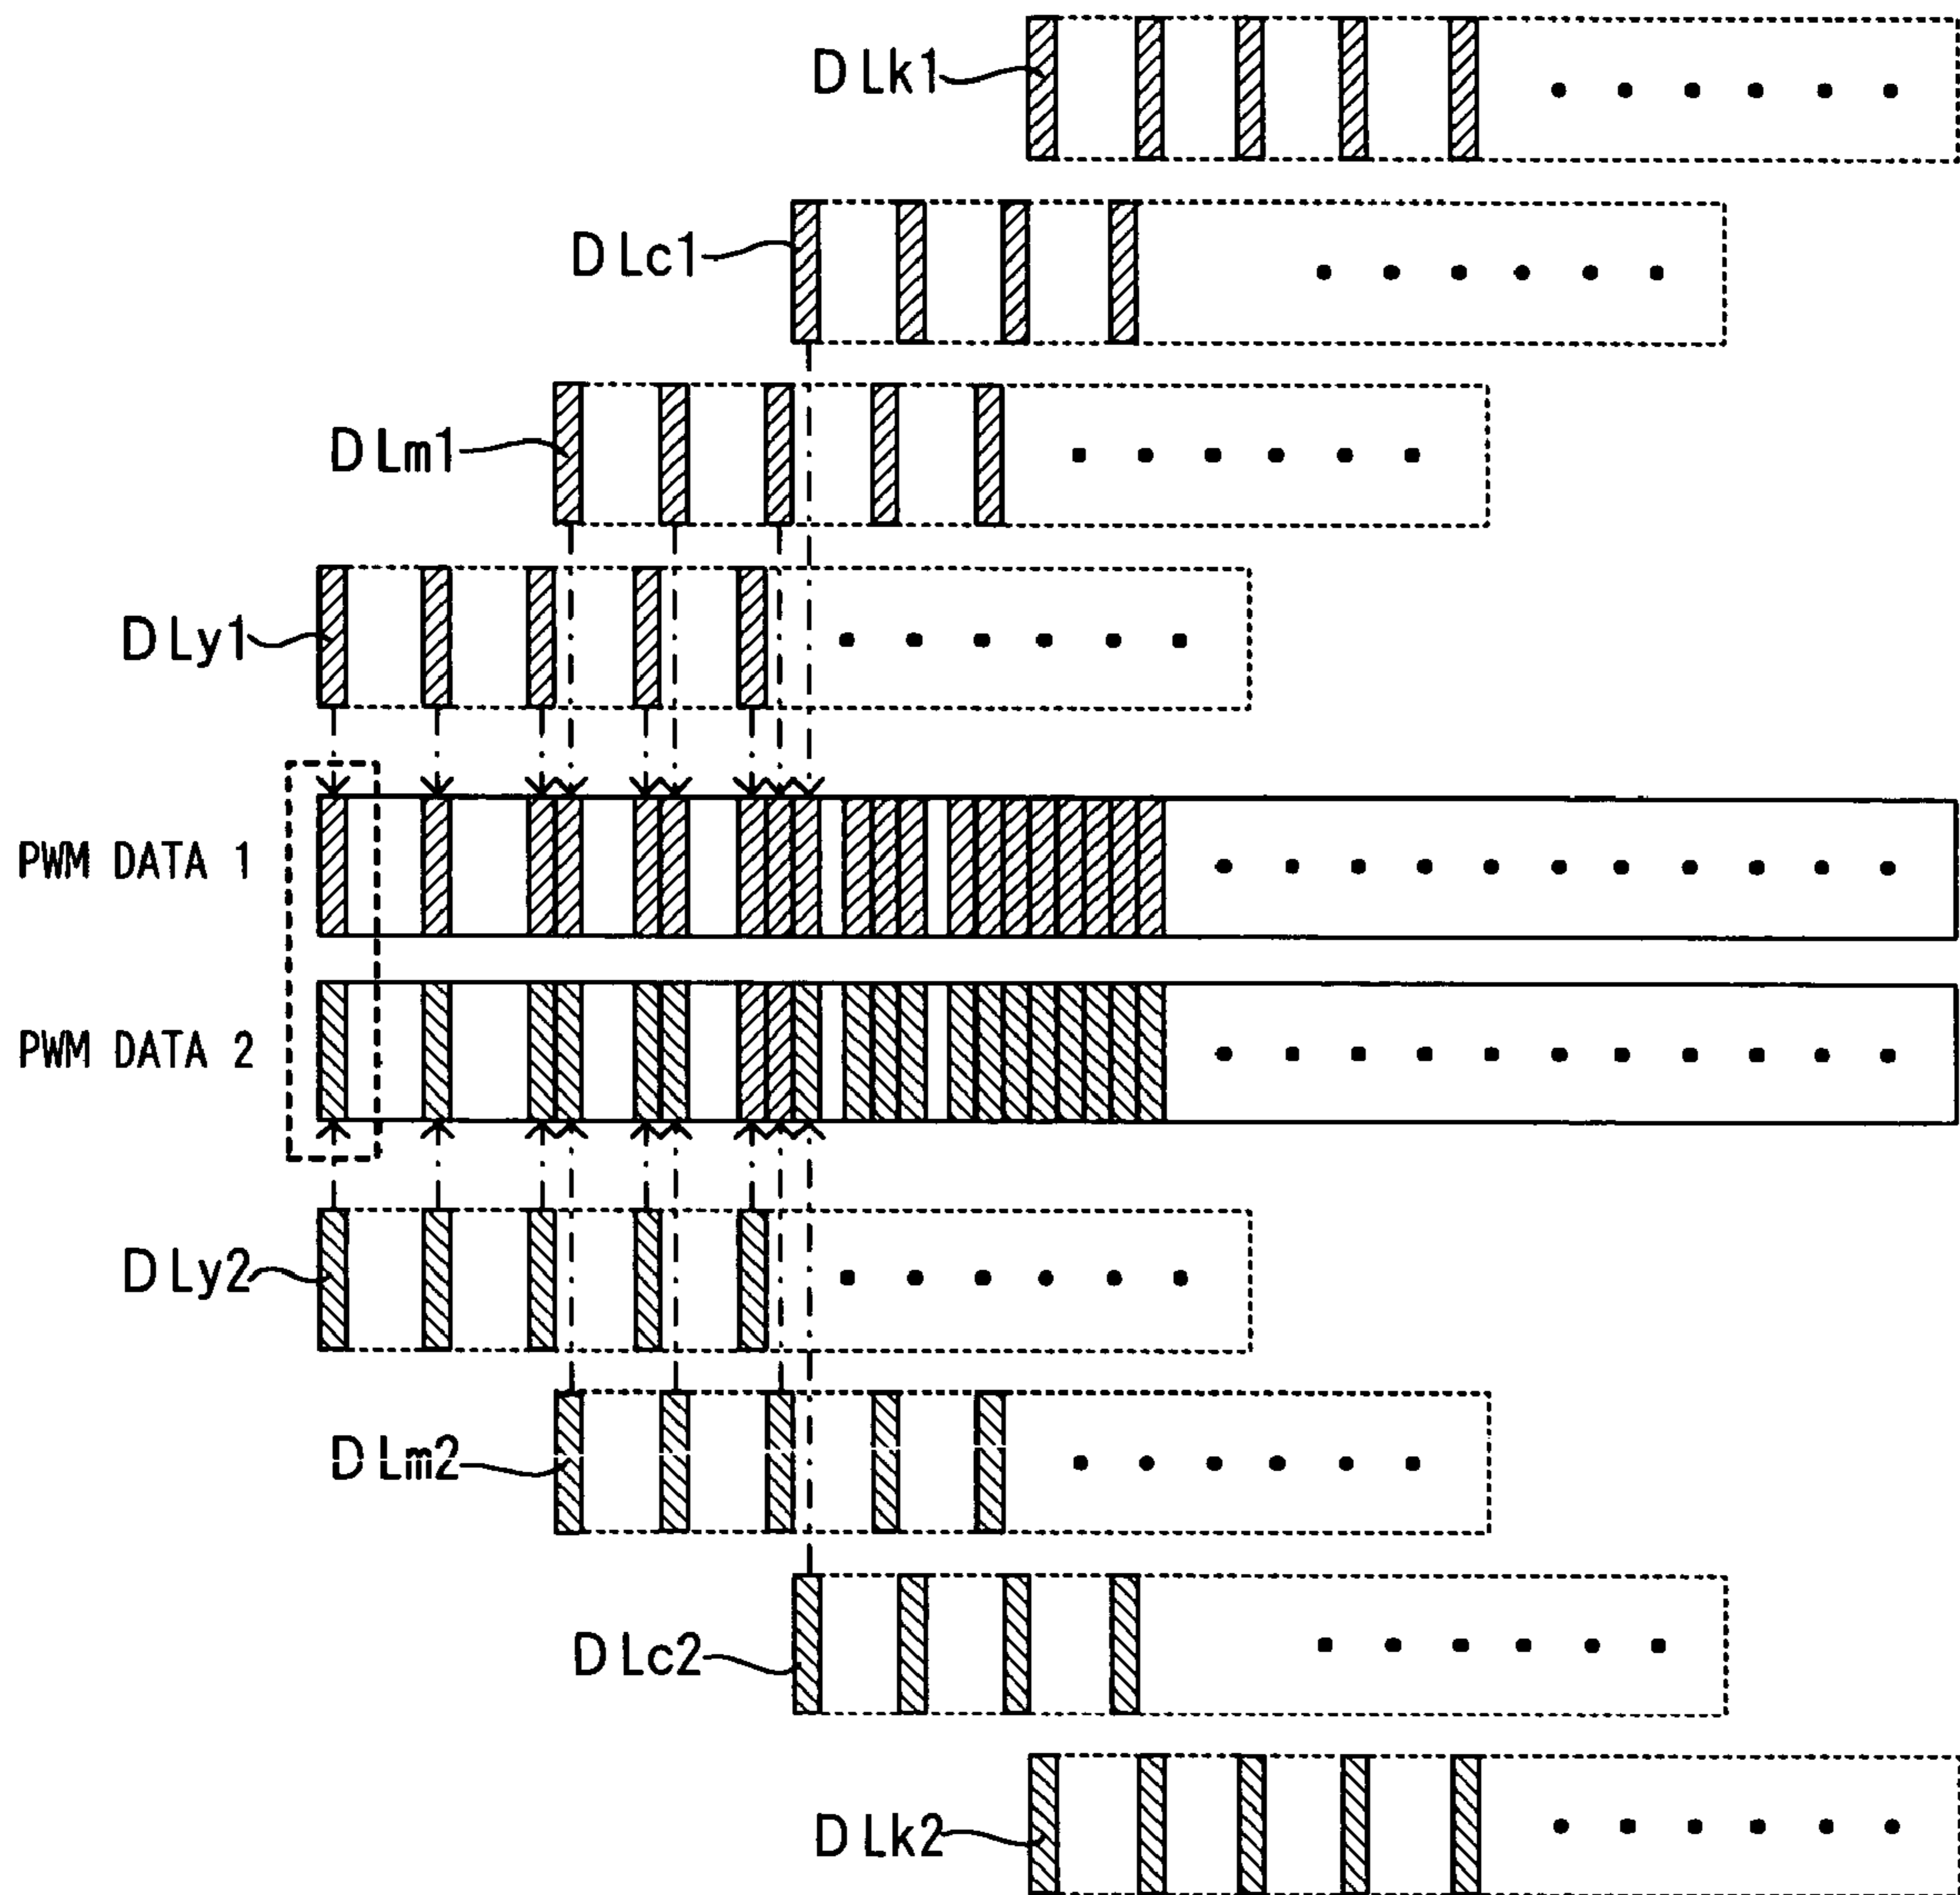 DLk1
DLc1
DLm1
DLy1
PWM DATA 1
PWM DATA 2
DLy2
DLm2
DLc2
DLk2